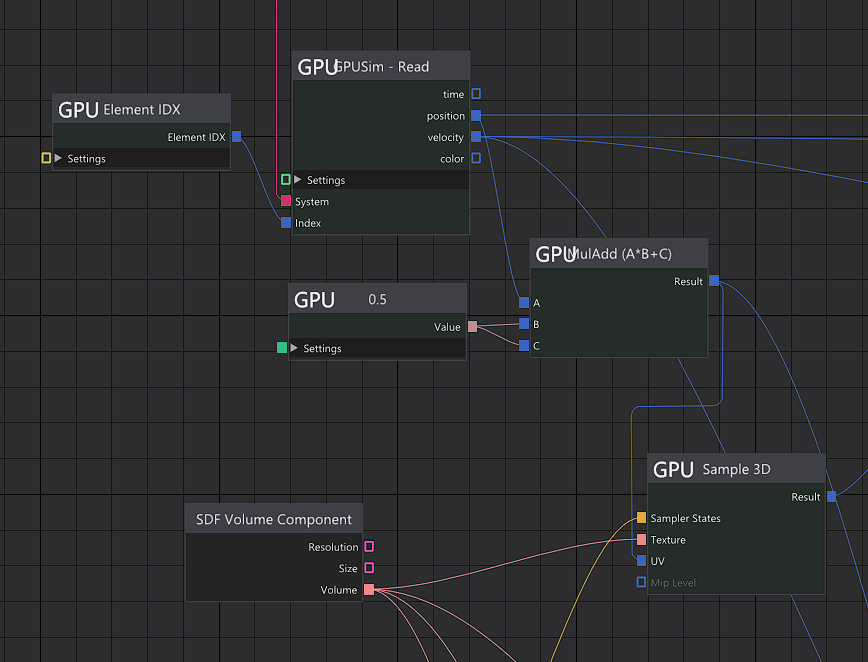 GPU GPUSim - Read
time
position
velocity
color
Settings
System
Index
GPU Element IDX
Element IDX
Settings
GPU MulAdd (A*B+C)
Result
A
B
C
GPU 0.5
Value
Settings
GPU Sample 3D
Result
Sampler States
Texture
UV
Mip Level
SDF Volume Component
Resolution
Size
Volume